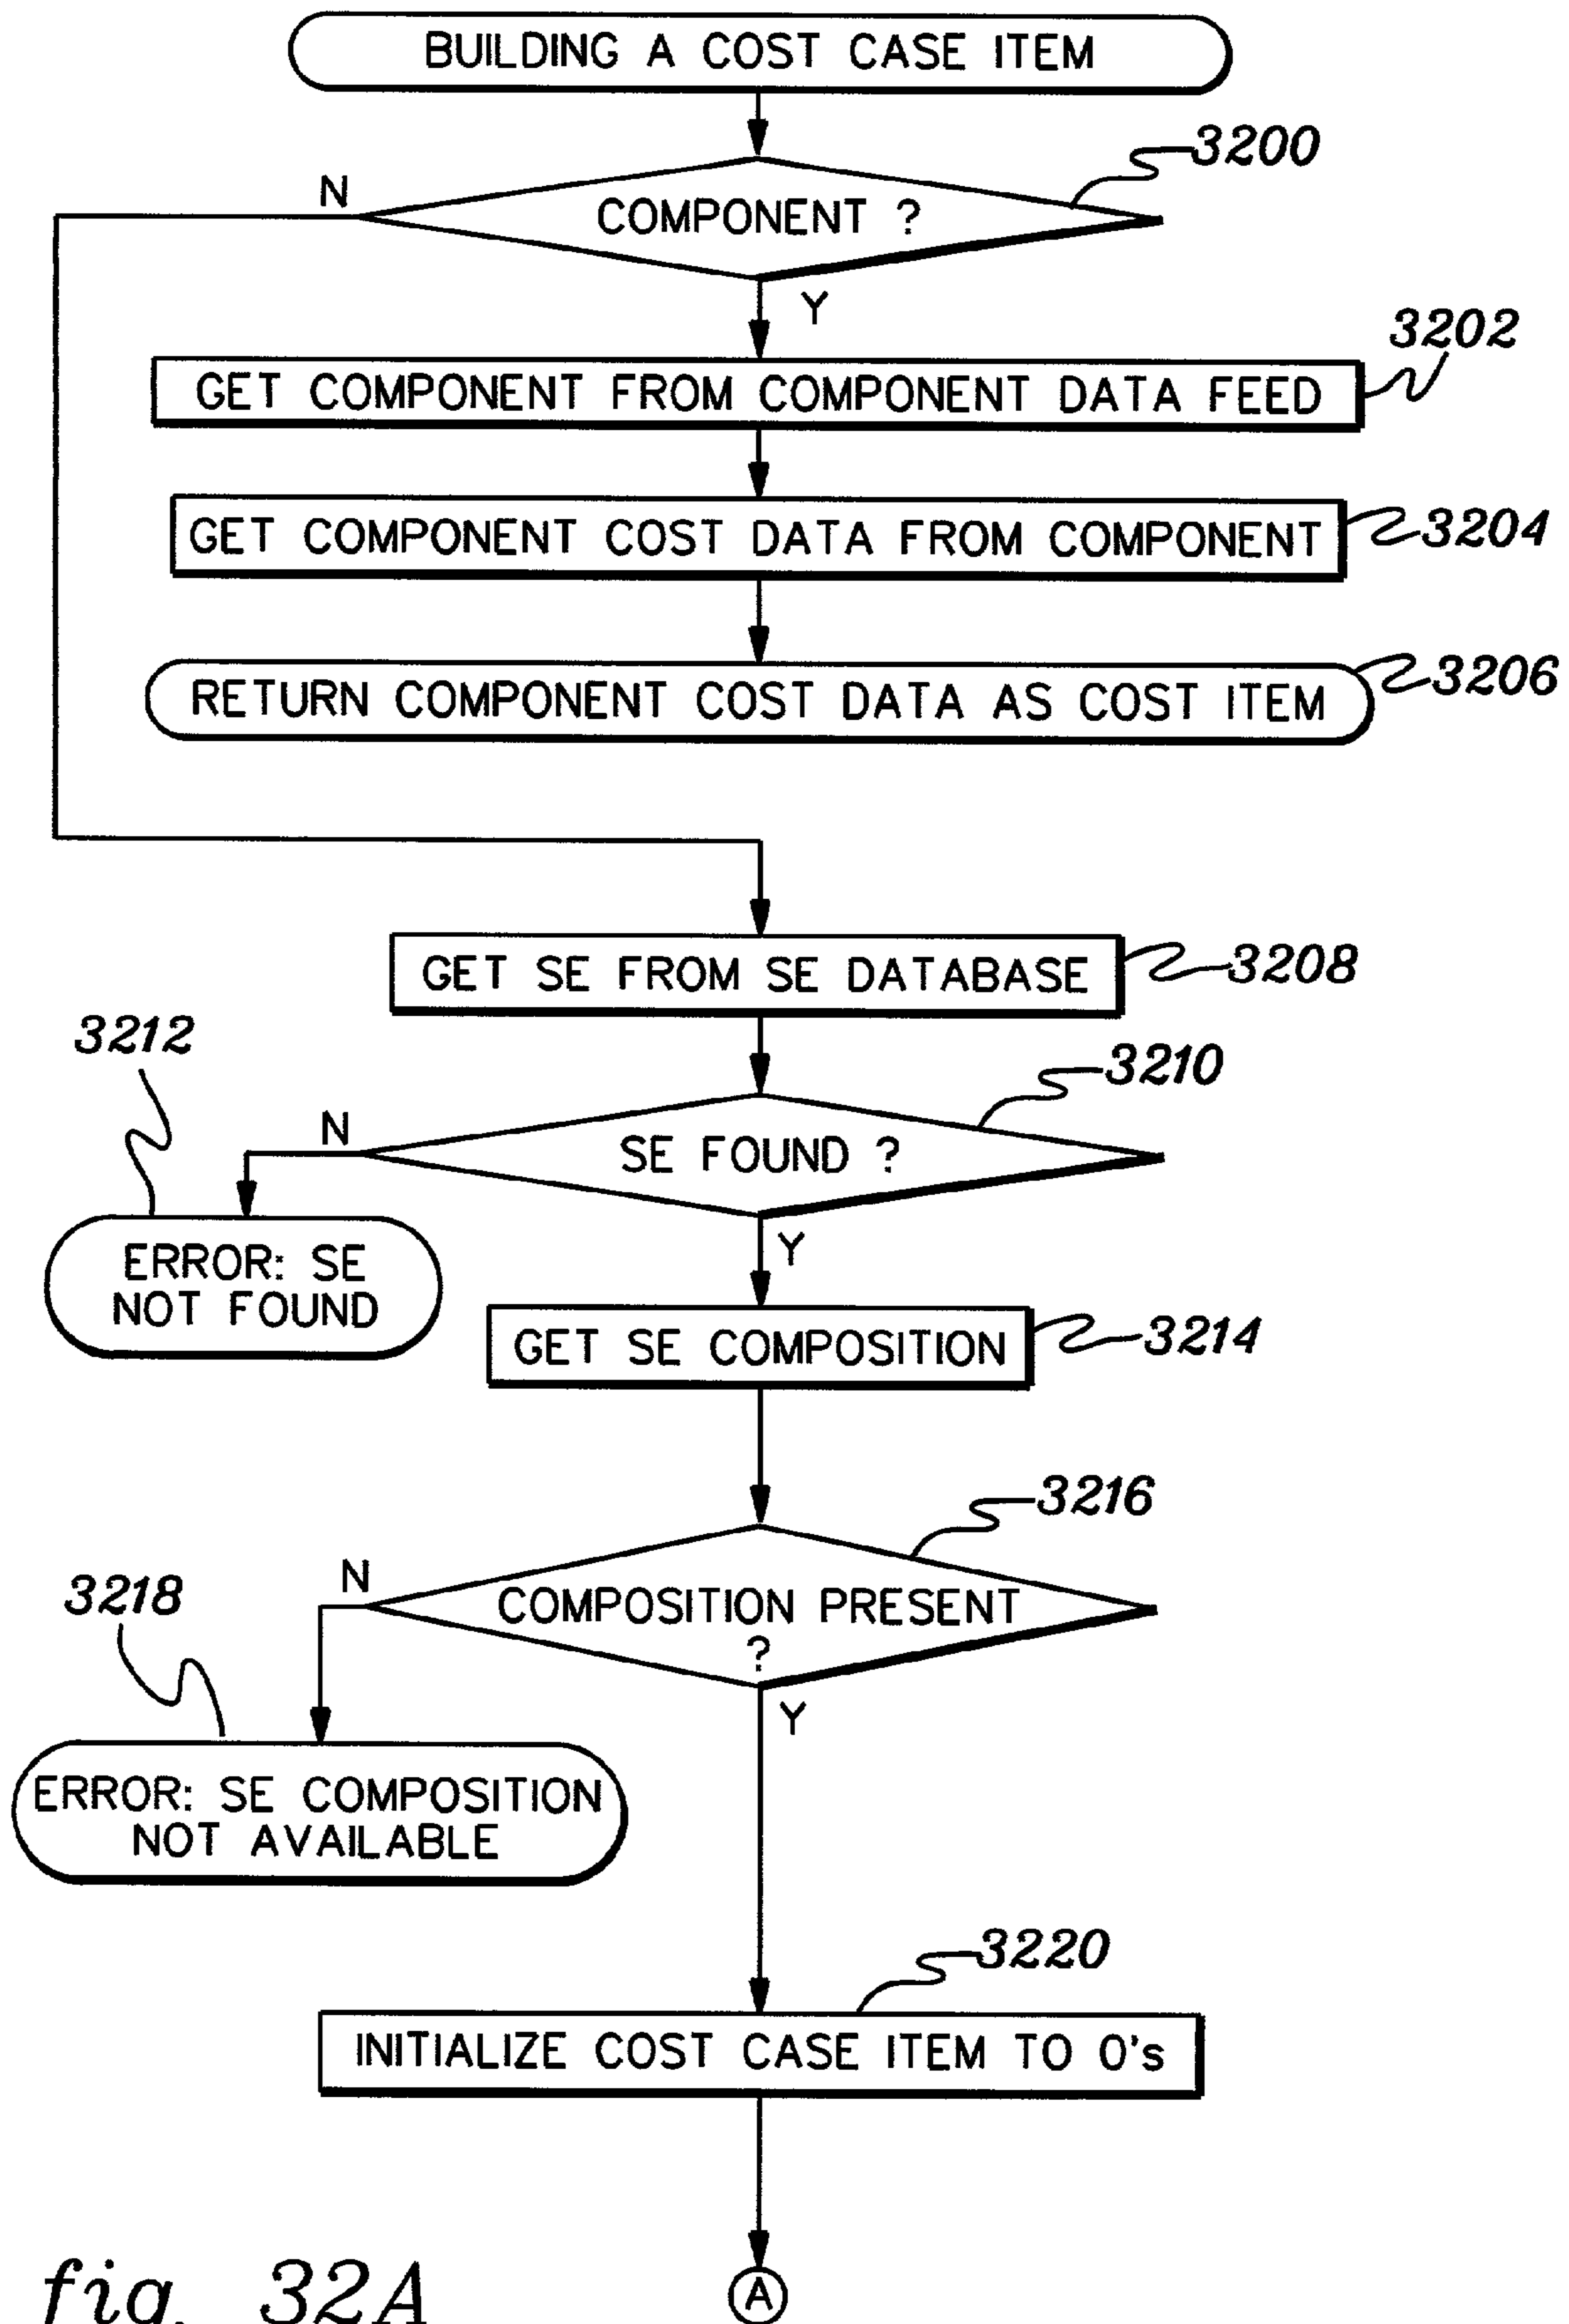 BUILDING A COST CASE ITEM
3200
N
COMPONENT ?
Y
3202
GET COMPONENT FROM COMPONENT DATA FEED
GET COMPONENT COST DATA FROM COMPONENT
3204
RETURN COMPONENT COST DATA AS COST ITEM
3206
GET SE FROM SE DATABASE
3208
3212
3210
N
SE FOUND ?
Y
ERROR: SE
NOT FOUND
GET SE COMPOSITION
3214
3216
N
COMPOSITION PRESENT
?
3218
Y
ERROR: SE COMPOSITION
NOT AVAILABLE
3220
INITIALIZE COST CASE ITEM TO 0's
A
fig. 32A